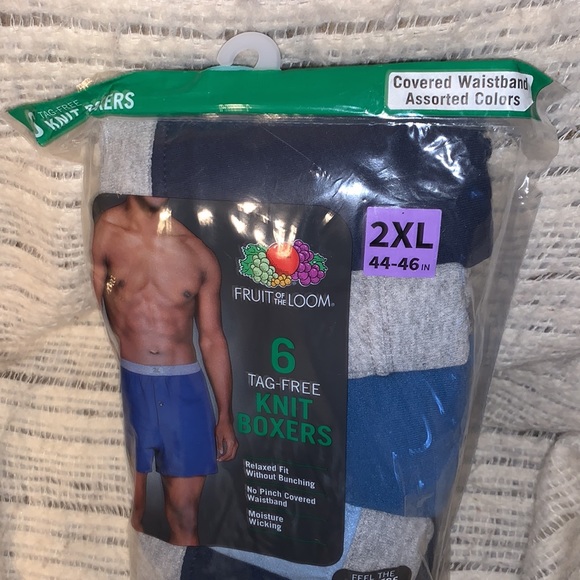 6 TAG-FREE
KNIT BOXERS
Covered Waistband
Assorted Colors
2XL
44-46 IN
FRUIT OF THE LOOM
6
TAG-FREE
KNIT
BOXERS
Relaxed Fit
Without Bunching
No Pinch Covered
Waistband
Moisture
Wicking
FEEL THE